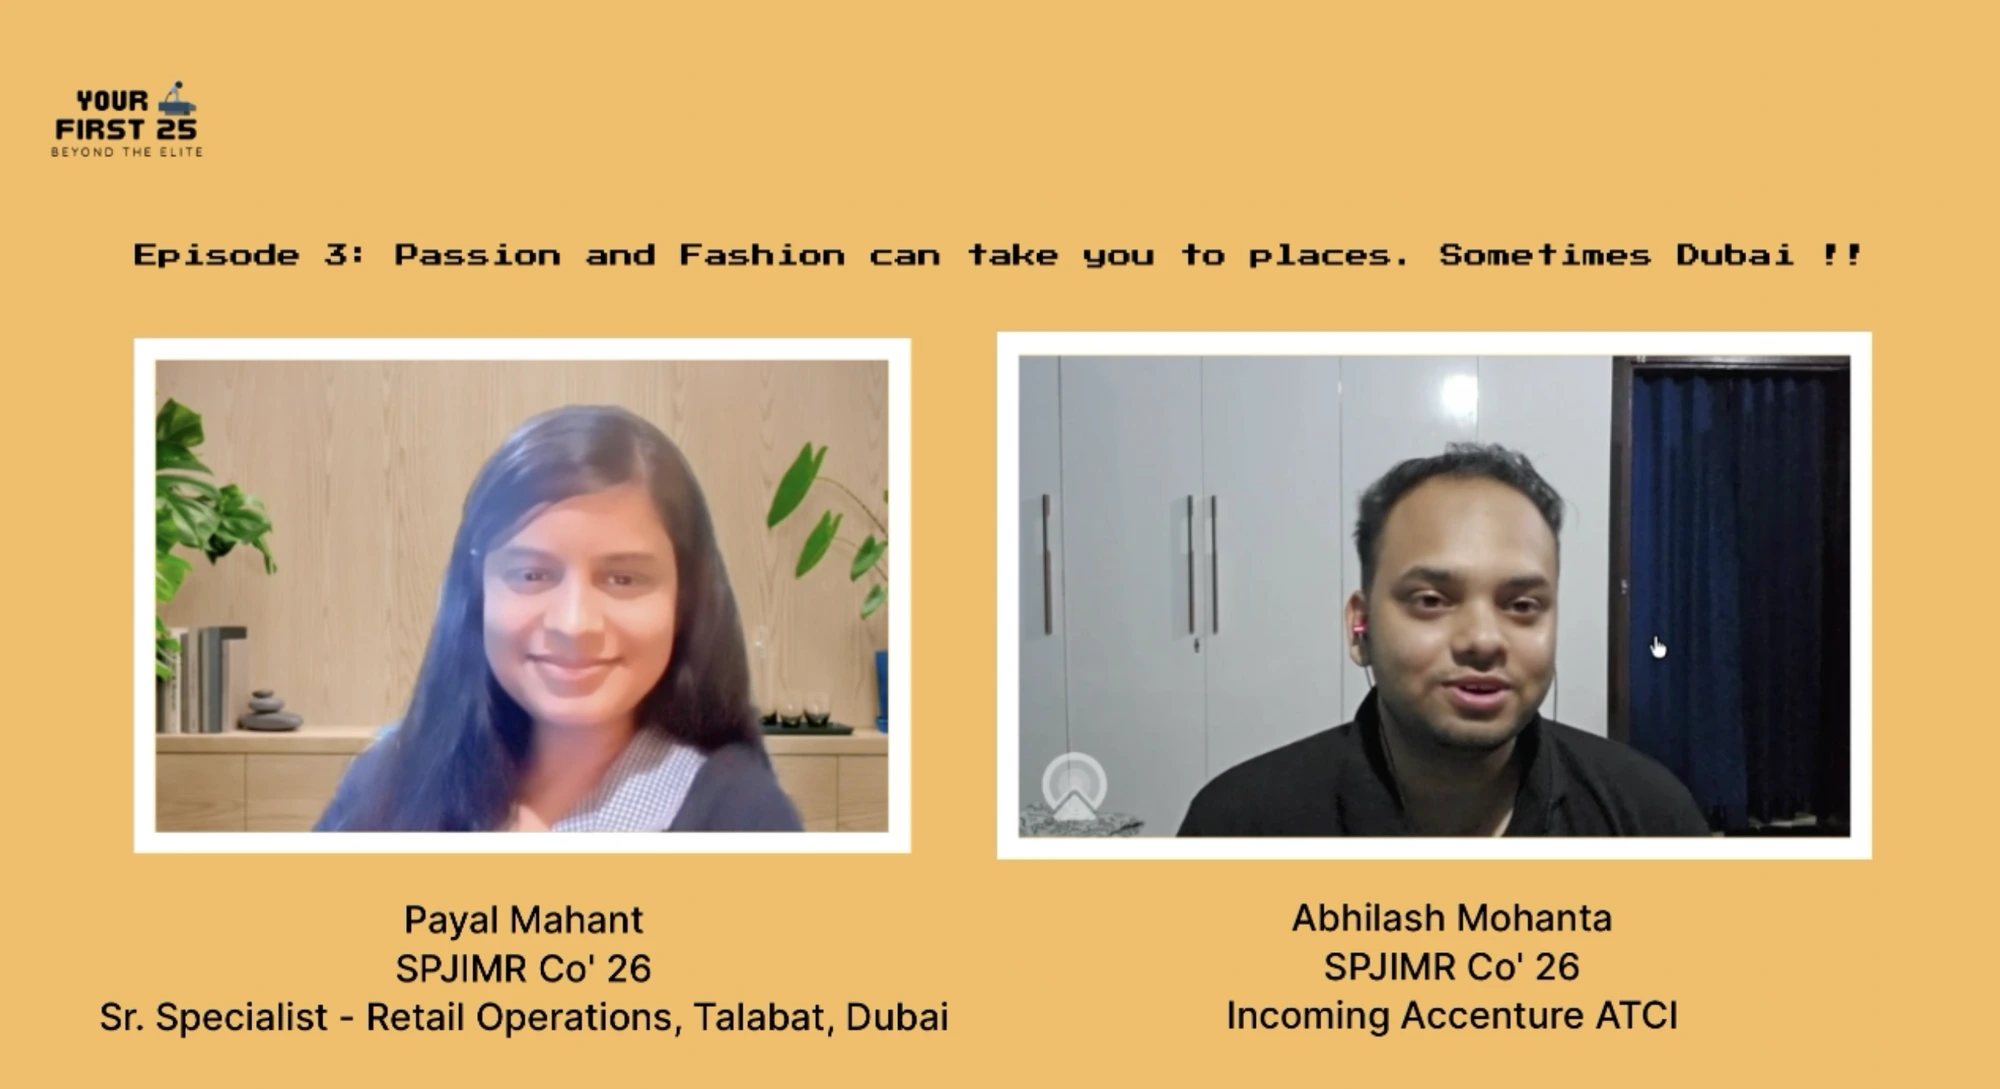 YOUR
FIRST 25
BEYOND THE ELITE
Episode 3: Passion and Fashion can take you to places. Sometimes Dubai !!
Payal Mahant
SPJIMR Co' 26
Sr. Specialist - Retail Operations, Talabat, Dubai
Abhilash Mohanta
SPJIMR Co' 26
Incoming Accenture ATCI